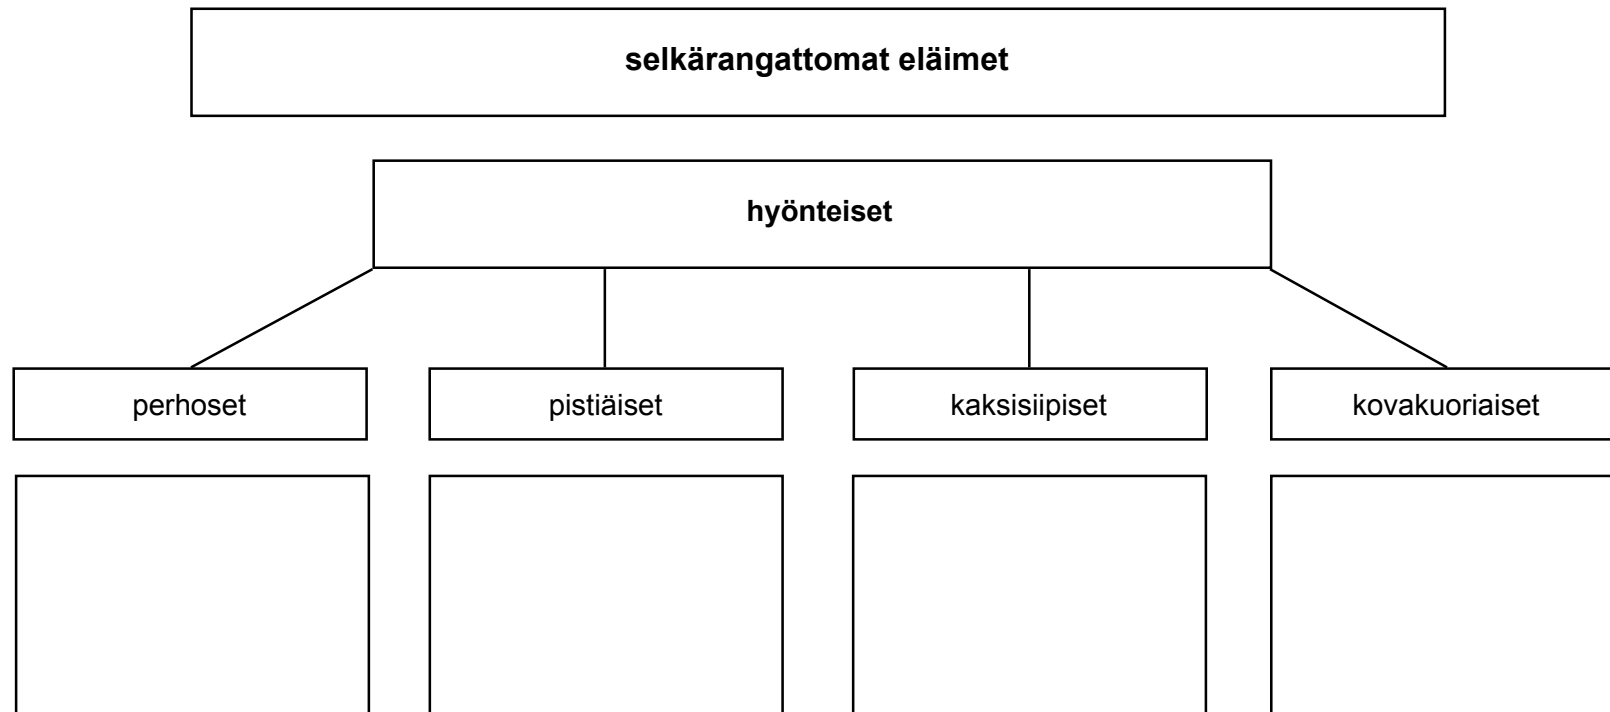 selkärangattomat eläimet
hyönteiset
perhoset
pistiäiset
kaksisiipiset
kovakuoriaiset